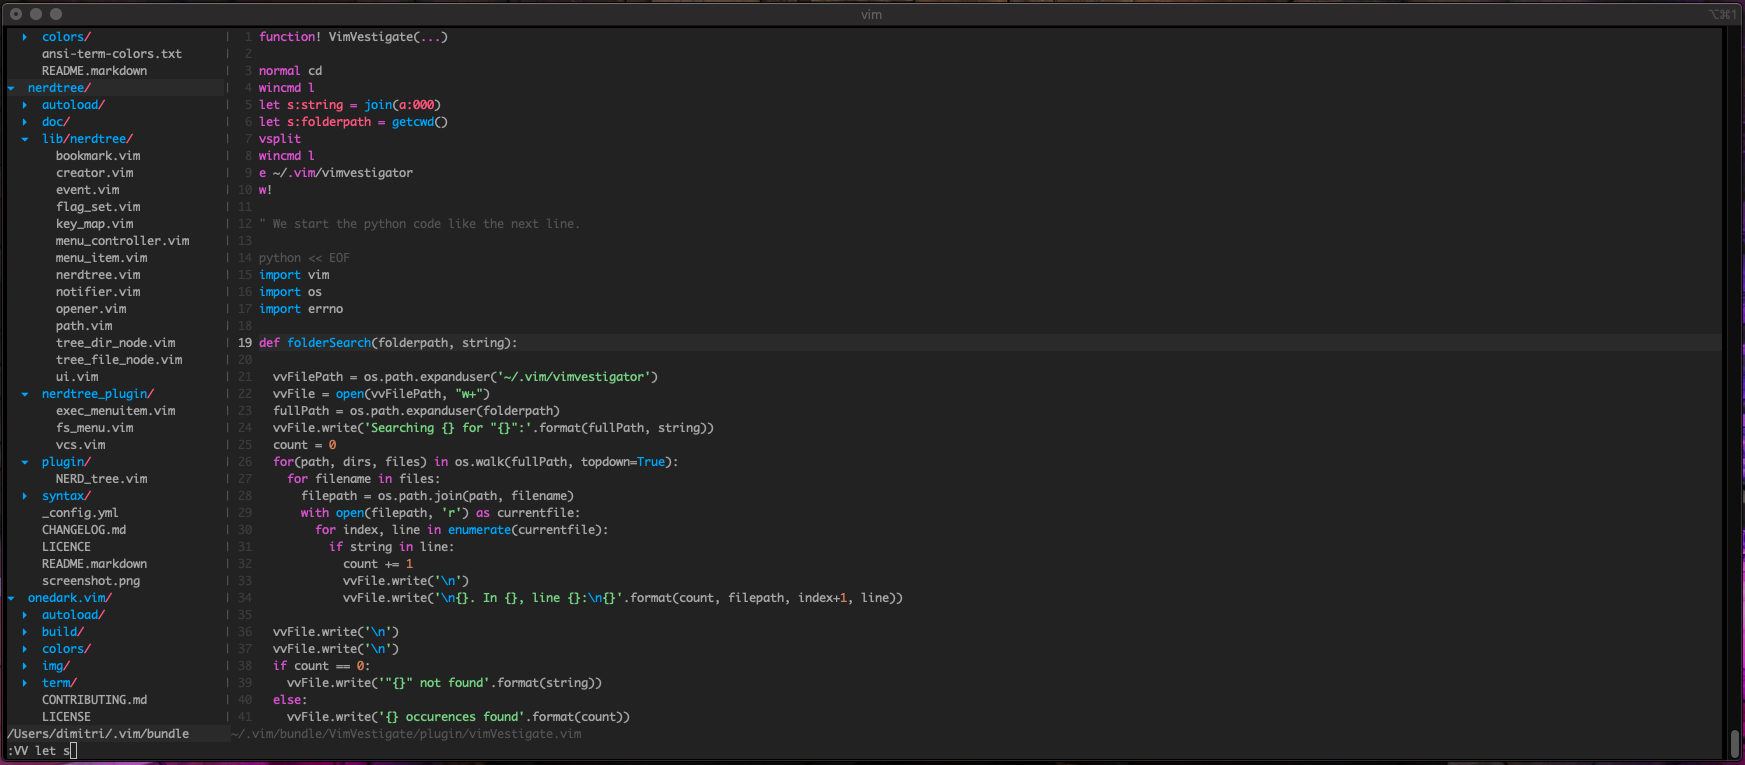 vim
⌥⌘1
colors/
ansi-term-colors.txt
README.markdown
nerdtree/
autoload/
doc/
lib/nerdtree/
bookmark.vim
creator.vim
event.vim
flag_set.vim
key_map.vim
menu_controller.vim
menu_item.vim
nerdtree.vim
notifier.vim
opener.vim
path.vim
tree_dir_node.vim
tree_file_node.vim
ui.vim
nerdtree_plugin/
exec_menuitem.vim
fs_menu.vim
vcs.vim
plugin/
NERD_tree.vim
syntax/
_config.yml
CHANGELOG.md
LICENCE
README.markdown
screenshot.png
onedark.vim/
autoload/
build/
colors/
img/
term/
CONTRIBUTING.md
LICENSE
/Users/dimitri/.vim/bundle
1 function! VimVestigate(...)
2
3 normal cd
4 wincmd l
5 let s:string = join(a:000)
6 let s:folderpath = getcwd()
7 vsplit
8 wincmd l
9 e ~/.vim/vimvestigator
10 w!
11
12 " We start the python code like the next line.
13
14 python << EOF
15 import vim
16 import os
17 import errno
18
19 def folderSearch(folderpath, string):
20
21 vvFilePath = os.path.expanduser('~/.vim/vimvestigator')
22 vvFile = open(vvFilePath, "w+")
23 fullPath = os.path.expanduser(folderpath)
24 vvFile.write('Searching {} for "{}":'.format(fullPath, string))
25 count = 0
26 for(path, dirs, files) in os.walk(fullPath, topdown=True):
27 for filename in files:
28 filepath = os.path.join(path, filename)
29 with open(filepath, 'r') as currentfile:
30 for index, line in enumerate(currentfile):
31 if string in line:
32 count += 1
33 vvFile.write('\n')
34 vvFile.write('\n{}. In {}, line {}:\n{}'.format(count, filepath, index+1, line))
35
36 vvFile.write('\n')
37 vvFile.write('\n')
38 if count == 0:
39 vvFile.write('"{}" not found'.format(string))
40 else:
41 vvFile.write('{} occurences found'.format(count))
~/.vim/bundle/VimVestigate/plugin/vimVestigate.vim
:VV let s